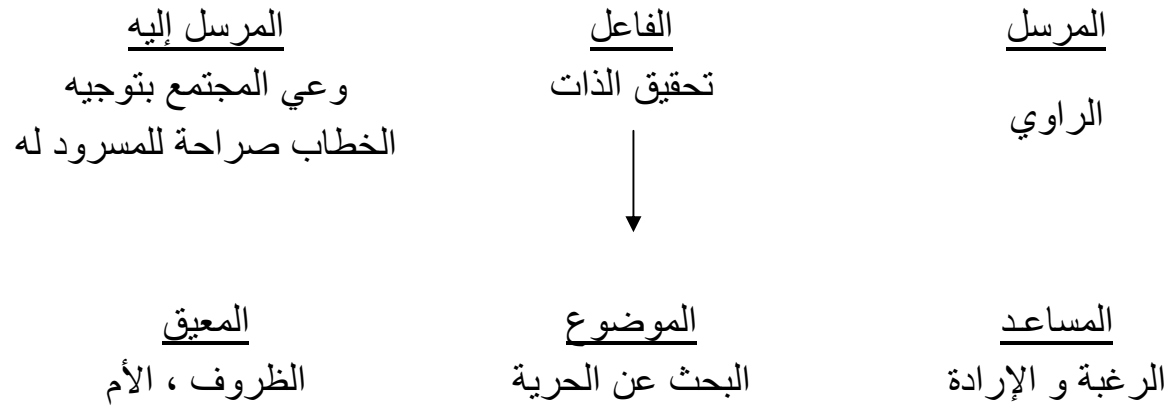 المرسل
الفاعل
المرسل إليه
الراوي
تحقيق الذات
وعي المجتمع بتوجيه
الخطاب صراحة للمسرود له
المساعد
الموضوع
المعيق
الرغبة و الإرادة
البحث عن الحرية
الظروف ، الأم